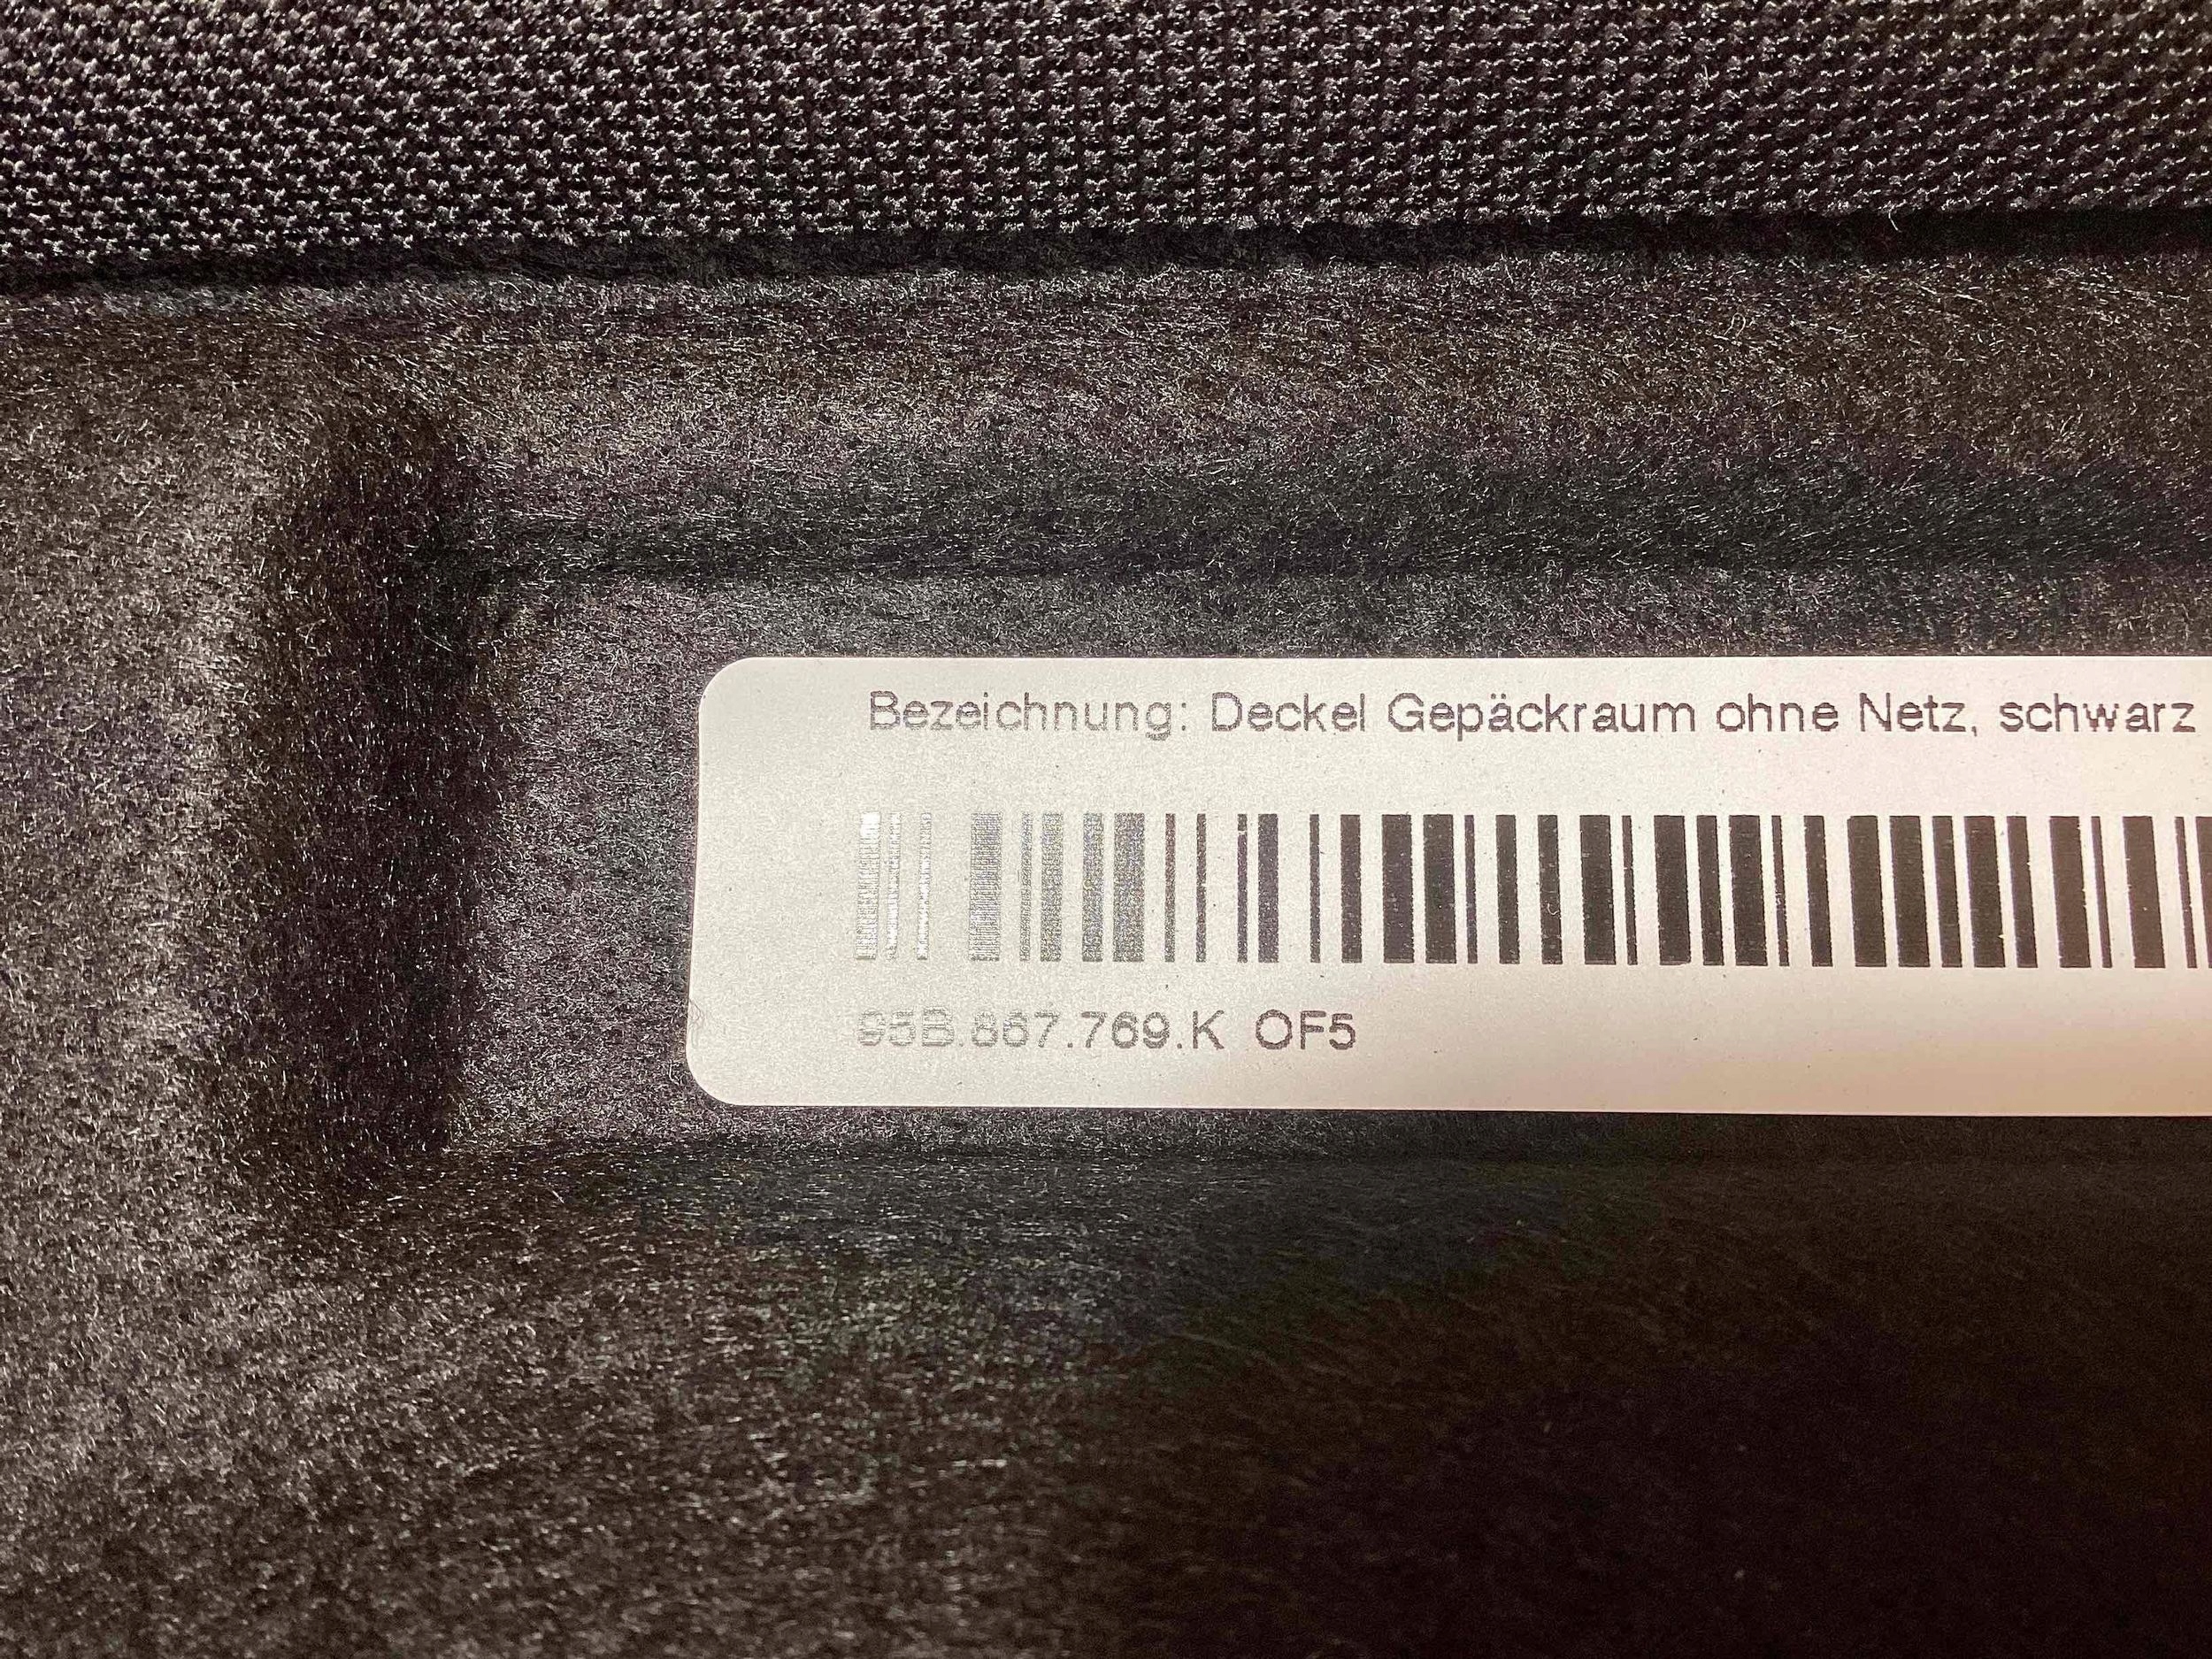 Bezeichnung: Deckel Gepäckraum ohne Netz, schwarz
95B.867.769.K OF5